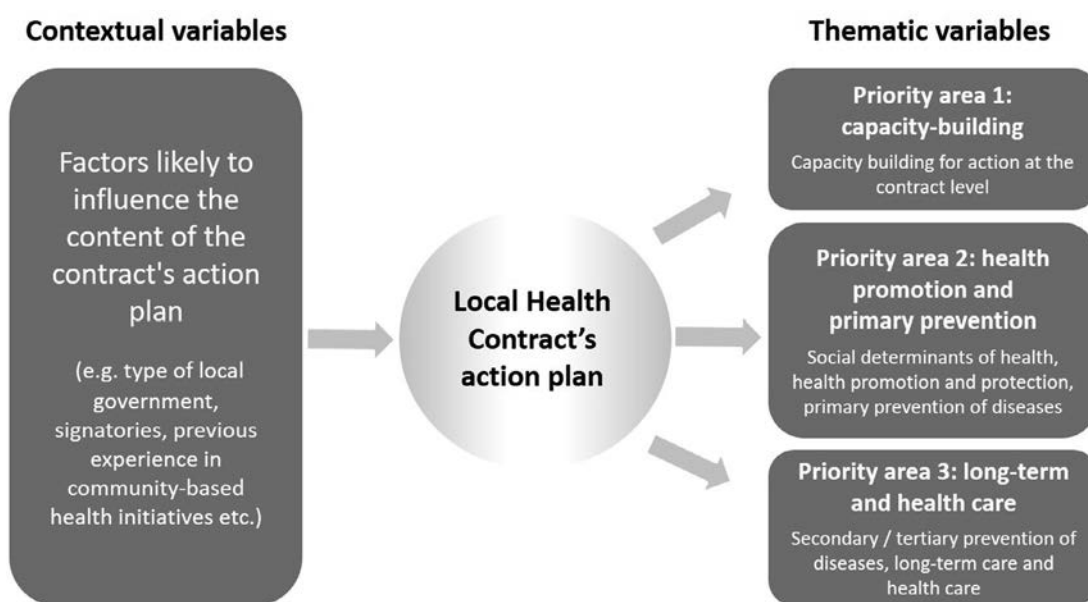 Contextual variables
Factors likely to
influence the
content of the
contract's action
plan
(e.g. type of local
government,
signatories, previous
experience in
community-based
health initiatives etc.)
Local Health
Contract’s
action plan
Thematic variables
Priority area 1:
capacity-building
Capacity building for action at the
contract level
Priority area 2: health
promotion and
primary prevention
Social determinants of health,
health promotion and protection,
primary prevention of diseases
Priority area 3: long-term
and health care
Secondary / tertiary prevention of
diseases, long-term care and
health care